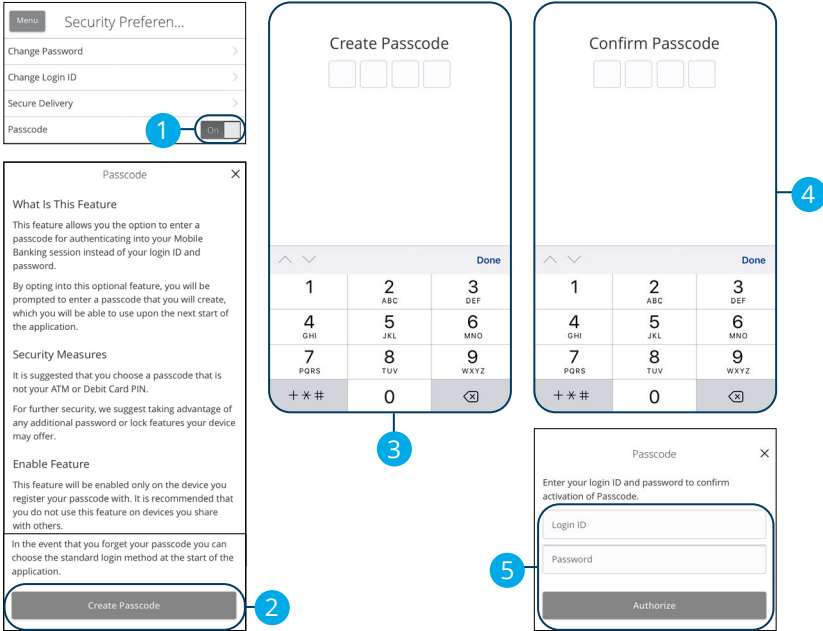 Menu
Security Preferen...
Change Password
Change Login ID
Secure Delivery
Passcode
On
1
Passcode
What Is This Feature
This feature allows you the option to enter a
passcode for authenticating into your Mobile
Banking session instead of your login ID and
password.
By opting into this optional feature, you will be
prompted to enter a passcode that you will create,
which you will be able to use upon the next start of
the application.
Security Measures
It is suggested that you choose a passcode that is
not your ATM or Debit Card PIN.
For further security, we suggest taking advantage of
any additional password or lock features your device
may offer.
Enable Feature
This feature will be enabled only on the device you
register your passcode with. It is recommended that
you do not use this feature on devices you share
with others.
In the event that you forget your passcode you can
choose the standard login method at the start of the
application.
Create Passcode
2
Create Passcode
Done
1 2 3
ABC DEF
4 5 6
GHI JKL MNO
7 8 9
PQRS TUV WXYZ
+*# 0
3
Confirm Passcode
Done
1 2 3
ABC DEF
4 5 6
GHI JKL MNO
7 8 9
PQRS TUV WXYZ
+*# 0
4
Passcode
Enter your login ID and password to confirm
activation of Passcode.
Login ID
Password
Authorize
5